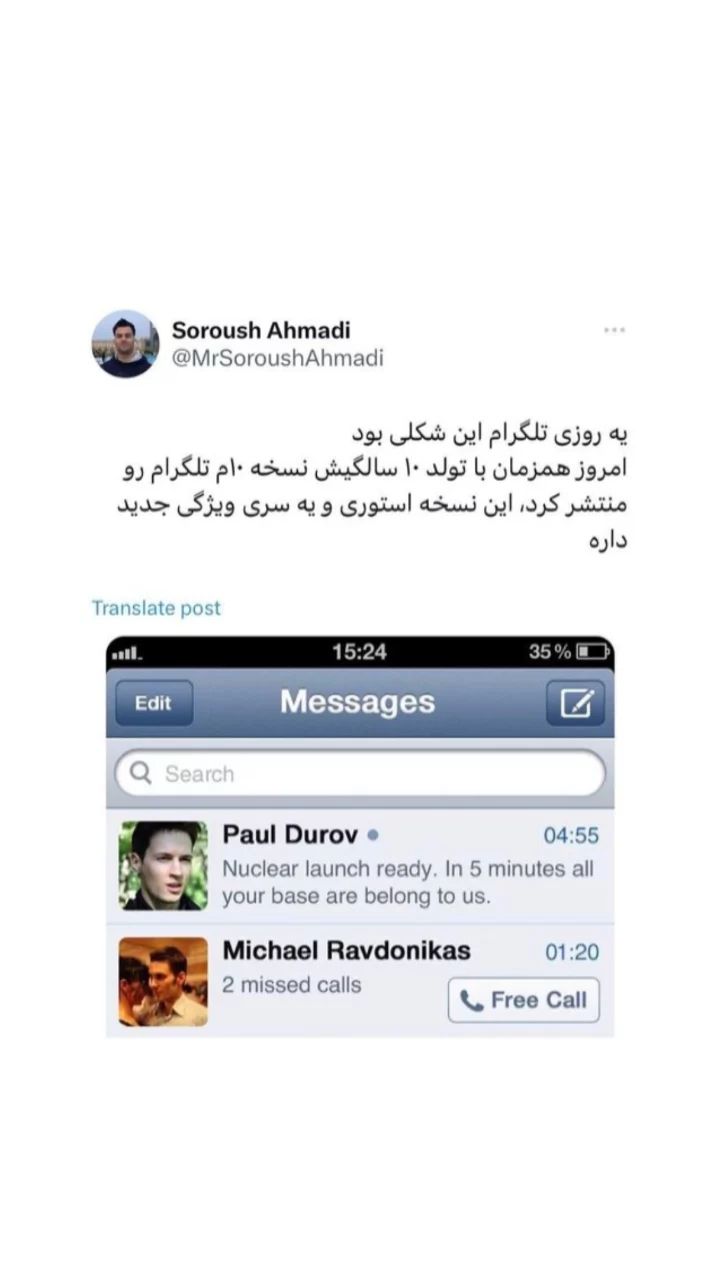 Soroush Ahmadi
@MrSoroushAhmadi
یه روزی تلگرام این شکلی بود
امروز همزمان با تولد ۱۰ سالگیش نسخه ۱۰م تلگرام رو
منتشر کرد، این نسخه استوری و یه سری ویژگی جدید
داره
Translate post
15:24
35%
Edit
Messages
Search
Paul Durov
04:55
Nuclear launch ready. In 5 minutes all
your base are belong to us.
Michael Ravdonikas
01:20
2 missed calls
Free Call